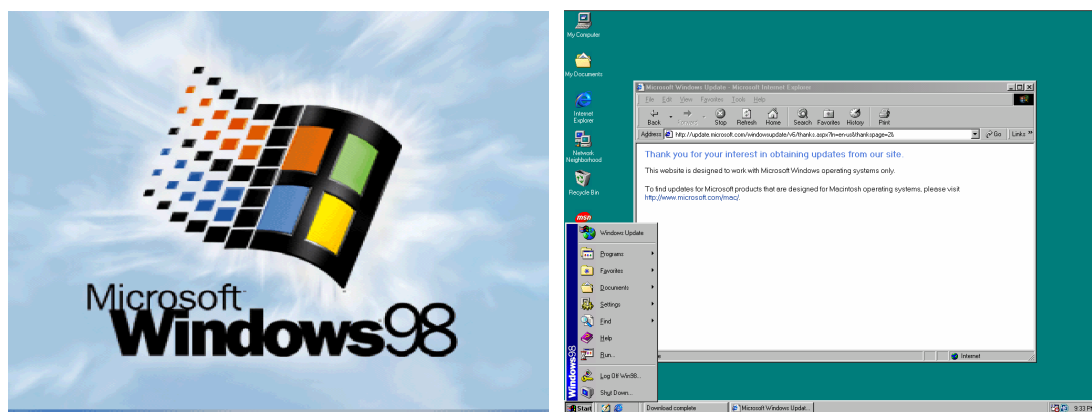 Microsoft
Windows98
My Computer
My Documents
Internet
Explorer
Network
Neighborhood
Recycle Bin
msn
Microsoft Windows Update - Microsoft Internet Explorer
File Edit View Favorites Tools Help
Back Forward Stop Refresh Home Search Favorites History Print
Address http://update.microsoft.com/windowsupdate/v6/thanks.aspx?ln=en-us&thankspage=2& Go Links »
Thank you for your interest in obtaining updates from our site.
This website is designed to work with Microsoft Windows operating systems only.
To find updates for Microsoft products that are designed for Macintosh operating systems, please visit
http://www.microsoft.com/mac/.
Internet
Windows98
Windows Update
Programs
Favorites
Documents
Settings
Find
Help
Run...
Log Off Win98...
Shut Down...
Start Download complete Microsoft Windows Updat...